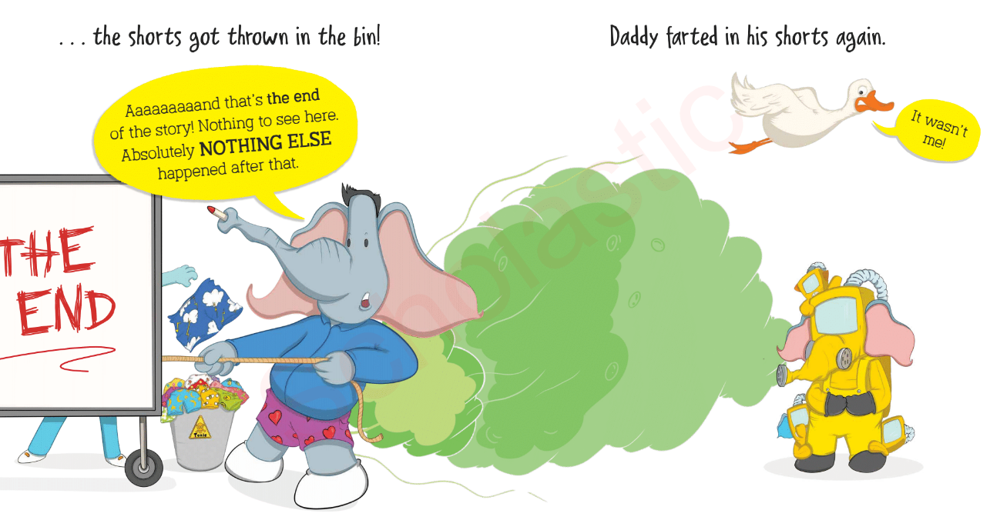 . . . the shorts got thrown in the bin!
Aaaaaaaaand that's the end
of the story! Nothing to see here.
Absolutely NOTHING ELSE
happened after that.
THE
END
Toxic
Daddy farted in his shorts again.
It wasn't
me!
Scholastic